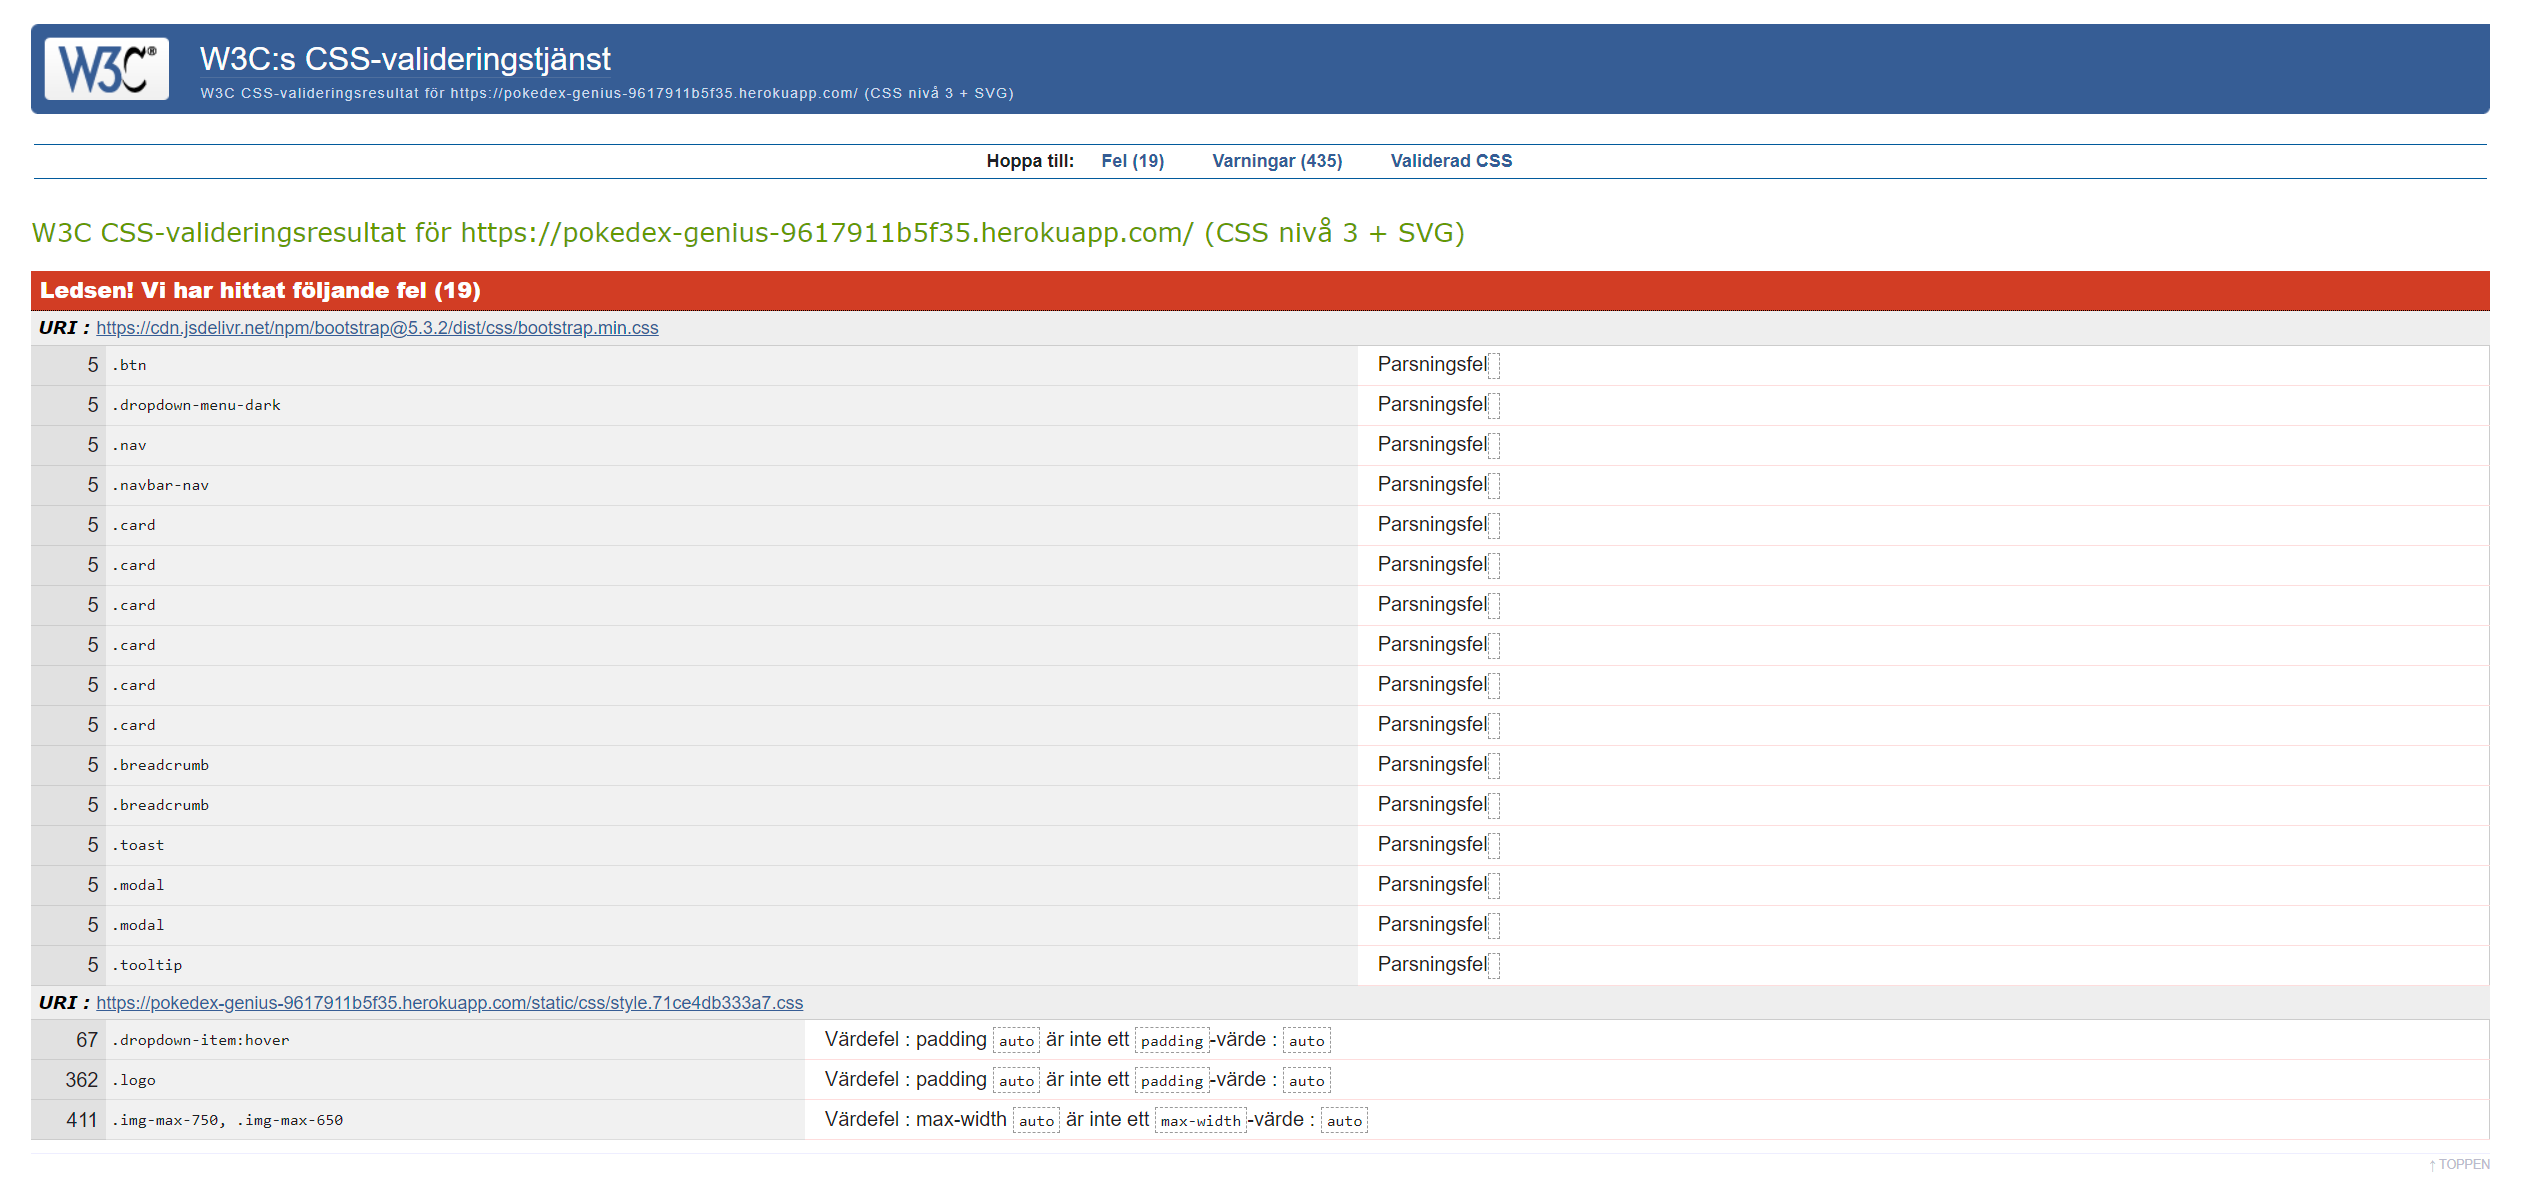 W3C®
W3C:s CSS-valideringstjänst
W3C CSS-valideringsresultat för https://pokedex-genius-9617911b5f35.herokuapp.com/ (CSS nivå 3 + SVG)
Hoppa till: Fel (19) Varningar (435) Validerad CSS
W3C CSS-valideringsresultat för https://pokedex-genius-9617911b5f35.herokuapp.com/ (CSS nivå 3 + SVG)
Ledsen! Vi har hittat följande fel (19)
URI : https://cdn.jsdelivr.net/npm/bootstrap@5.3.2/dist/css/bootstrap.min.css
5 .btn Parsningsfel
5 .dropdown-menu-dark Parsningsfel
5 .nav Parsningsfel
5 .navbar-nav Parsningsfel
5 .card Parsningsfel
5 .card Parsningsfel
5 .card Parsningsfel
5 .card Parsningsfel
5 .card Parsningsfel
5 .card Parsningsfel
5 .breadcrumb Parsningsfel
5 .breadcrumb Parsningsfel
5 .toast Parsningsfel
5 .modal Parsningsfel
5 .modal Parsningsfel
5 .tooltip Parsningsfel
URI : https://pokedex-genius-9617911b5f35.herokuapp.com/static/css/style.71ce4db333a7.css
67 .dropdown-item:hover Värdefel : padding auto är inte ett padding-värde : auto
362 .logo Värdefel : padding auto är inte ett padding-värde : auto
411 .img-max-750, .img-max-650 Värdefel : max-width auto är inte ett max-width-värde : auto
↑ TOPPEN